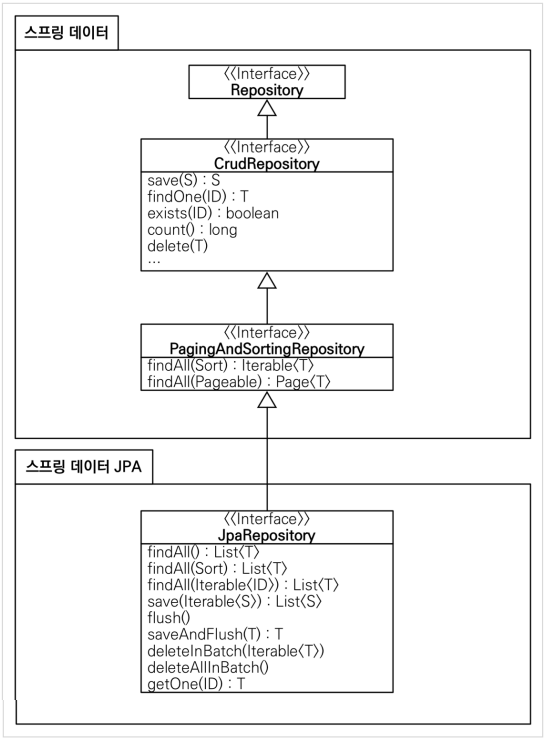 스프링 데이터
〈〈Interface〉〉
Repository
〈〈Interface〉〉
CrudRepository
save(S) : S
findOne(ID) : T
exists(ID) : boolean
count() : long
delete(T)
...
〈〈Interface〉〉
PagingAndSortingRepository
findAll(Sort) : Iterable〈T〉
findAll(Pageable) : Page〈T〉
스프링 데이터 JPA
〈〈Interface〉〉
JpaRepository
findAll() : List〈T〉
findAll(Sort) : List〈T〉
findAll(Iterable〈ID〉) : List〈T〉
save(Iterable〈S〉) : List〈S〉
flush()
saveAndFlush(T) : T
deleteInBatch(Iterable〈T〉)
deleteAllInBatch()
getOne(ID) : T